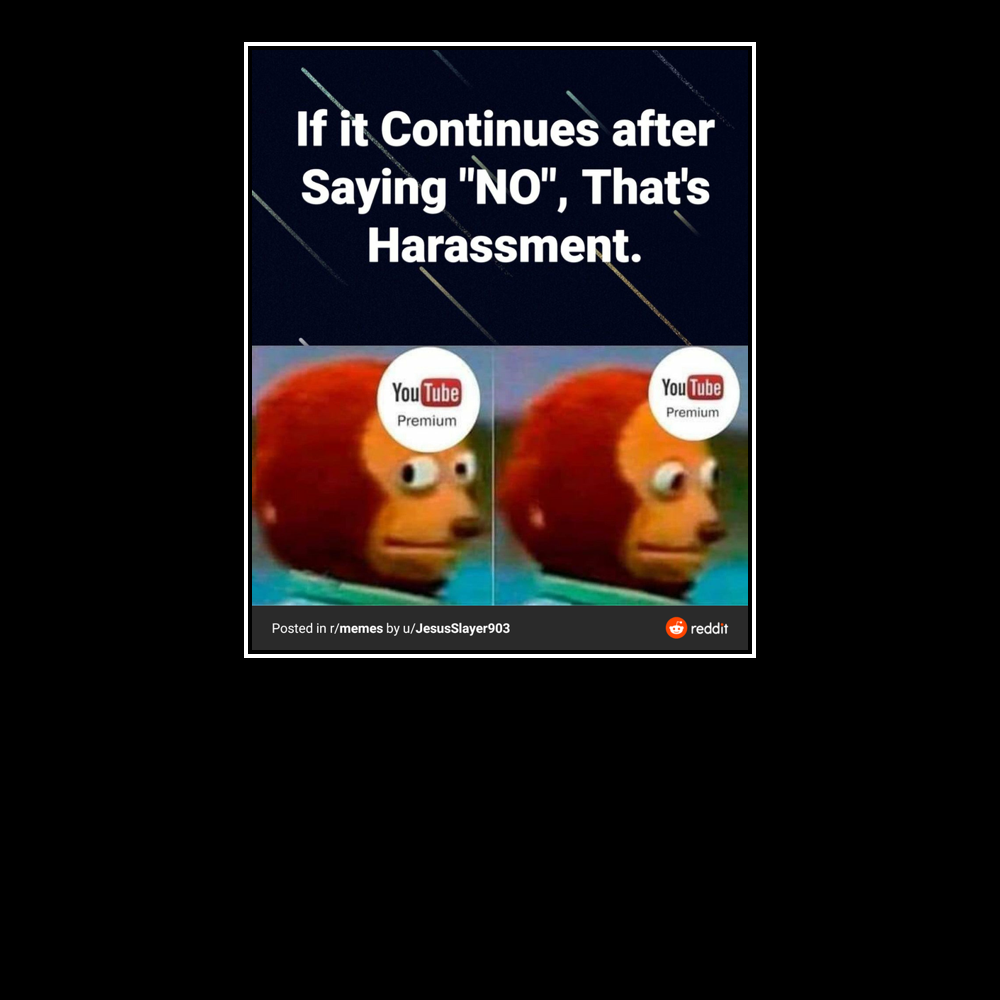 If it Continues after
Saying "NO", That's
Harassment.
YouTube
Premium
YouTube
Premium
Posted in r/memes by u/JesusSlayer903
reddit